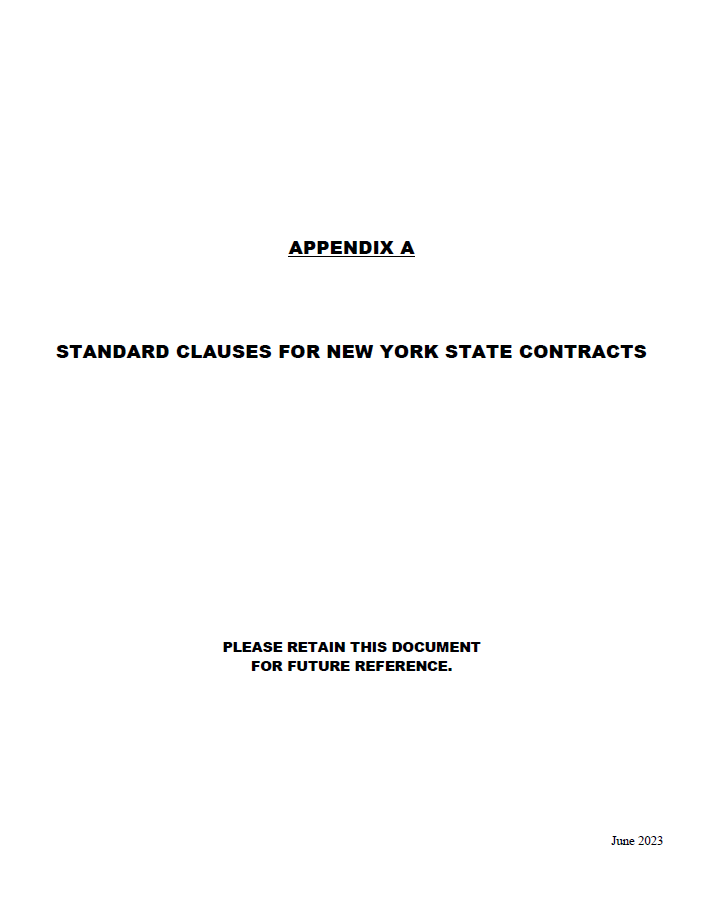 APPENDIX A
STANDARD CLAUSES FOR NEW YORK STATE CONTRACTS
PLEASE RETAIN THIS DOCUMENT
FOR FUTURE REFERENCE.
June 2023